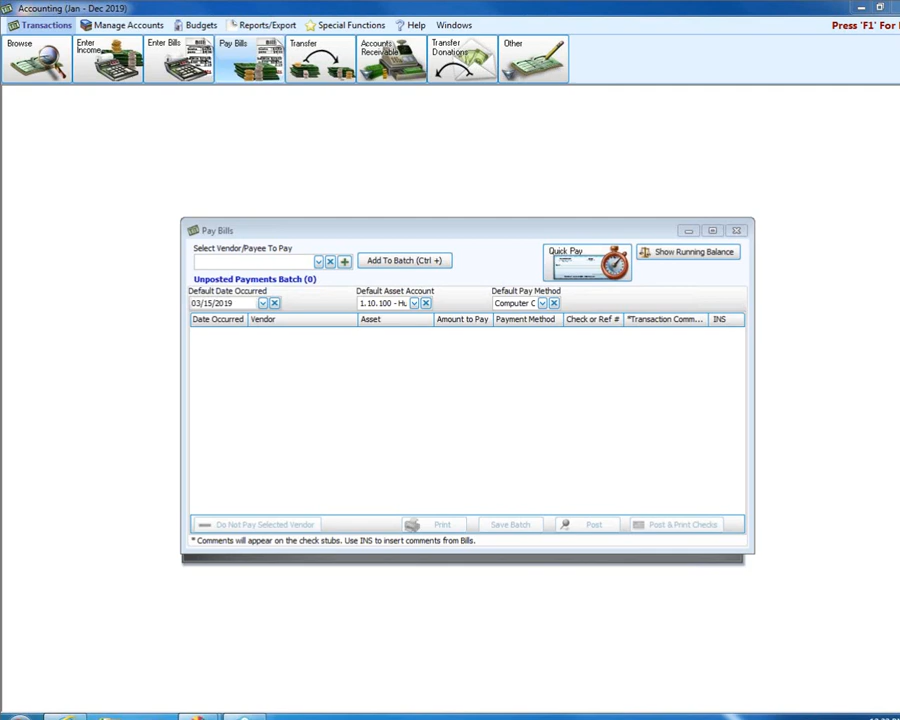 Accounting (Jan - Dec 2019)
Transactions Manage Accounts Budgets Reports/Export Special Functions Help Windows Press 'F1' For
Browse Enter Income Enter Bills Pay Bills Transfer Accounts Receivable Transfer Donations Other
Pay Bills
Select Vendor/Payee To Pay
Add To Batch (Ctrl +)
Quick Pay
Show Running Balance
Unposted Payments Batch (0)
Default Date Occurred Default Asset Account Default Pay Method
03/15/2019 1.10.100 - Hu Computer C
Date Occurred Vendor Asset Amount to Pay Payment Method Check or Ref # *Transaction Comm... INS
Do Not Pay Selected Vendor Print Save Batch Post Post & Print Checks
* Comments will appear on the check stubs. Use INS to insert comments from Bills.